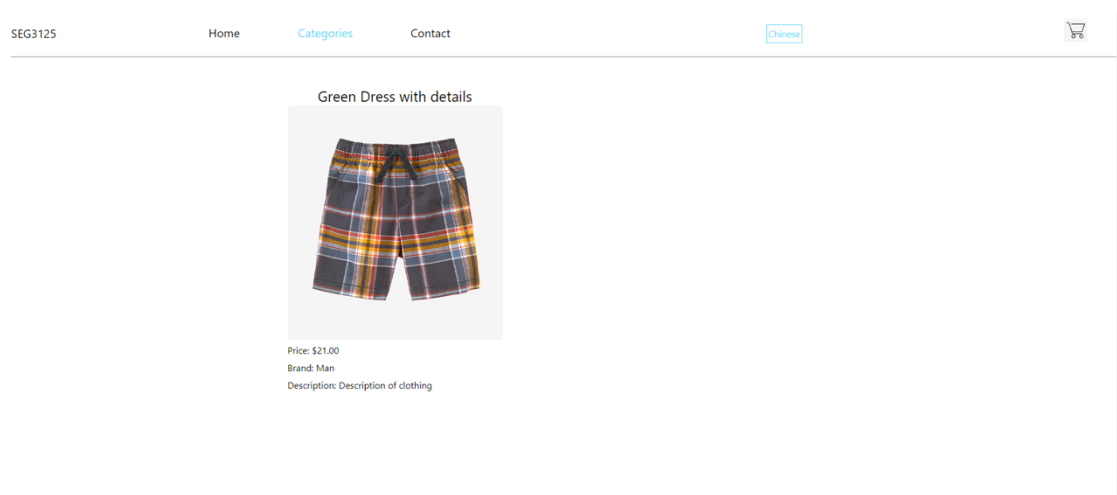 SEG3125
Home
Categories
Contact
Chinese
Green Dress with details
Price: $21.00
Brand: Man
Description: Description of clothing